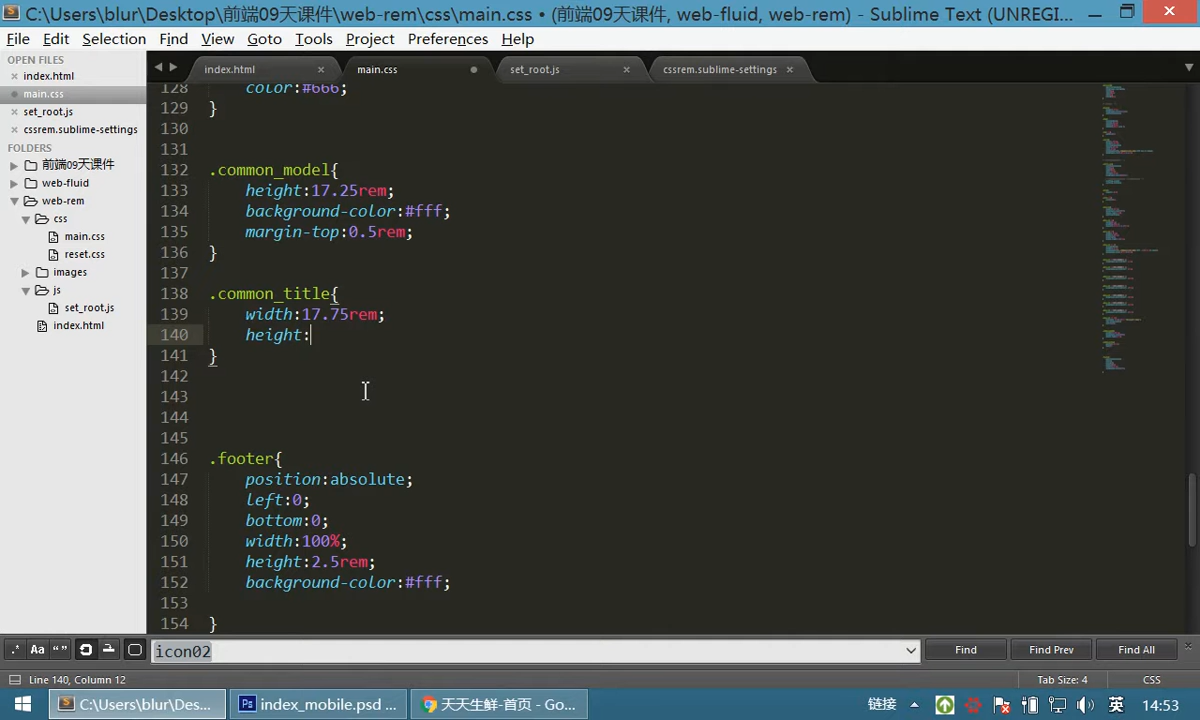 C:\Users\blur\Desktop\前端09天课件\web-rem\css\main.css • (前端09天课件, web-fluid, web-rem) - Sublime Text (UNREGI...
File Edit Selection Find View Goto Tools Project Preferences Help
OPEN FILES
index.html
main.css
set_root.js
cssrem.sublime-settings
FOLDERS
前端09天课件
web-fluid
web-rem
css
main.css
reset.css
images
js
set_root.js
index.html
index.html main.css set_root.js cssrem.sublime-settings
128 color:#666;
129 }
130
131
132 .common_model{
133 height:17.25rem;
134 background-color:#fff;
135 margin-top:0.5rem;
136 }
137
138 .common_title{
139 width:17.75rem;
140 height:
141 }
142
143
144
145
146 .footer{
147 position:absolute;
148 left:0;
149 bottom:0;
150 width:100%;
151 height:2.5rem;
152 background-color:#fff;
153
154 }
.* Aa “” icon02 Find Find Prev Find All
Line 140, Column 12 Tab Size: 4 CSS
C:\Users\blur\Des... index_mobile.psd ... 天天生鲜-首页 - Go... 链接 英 14:53